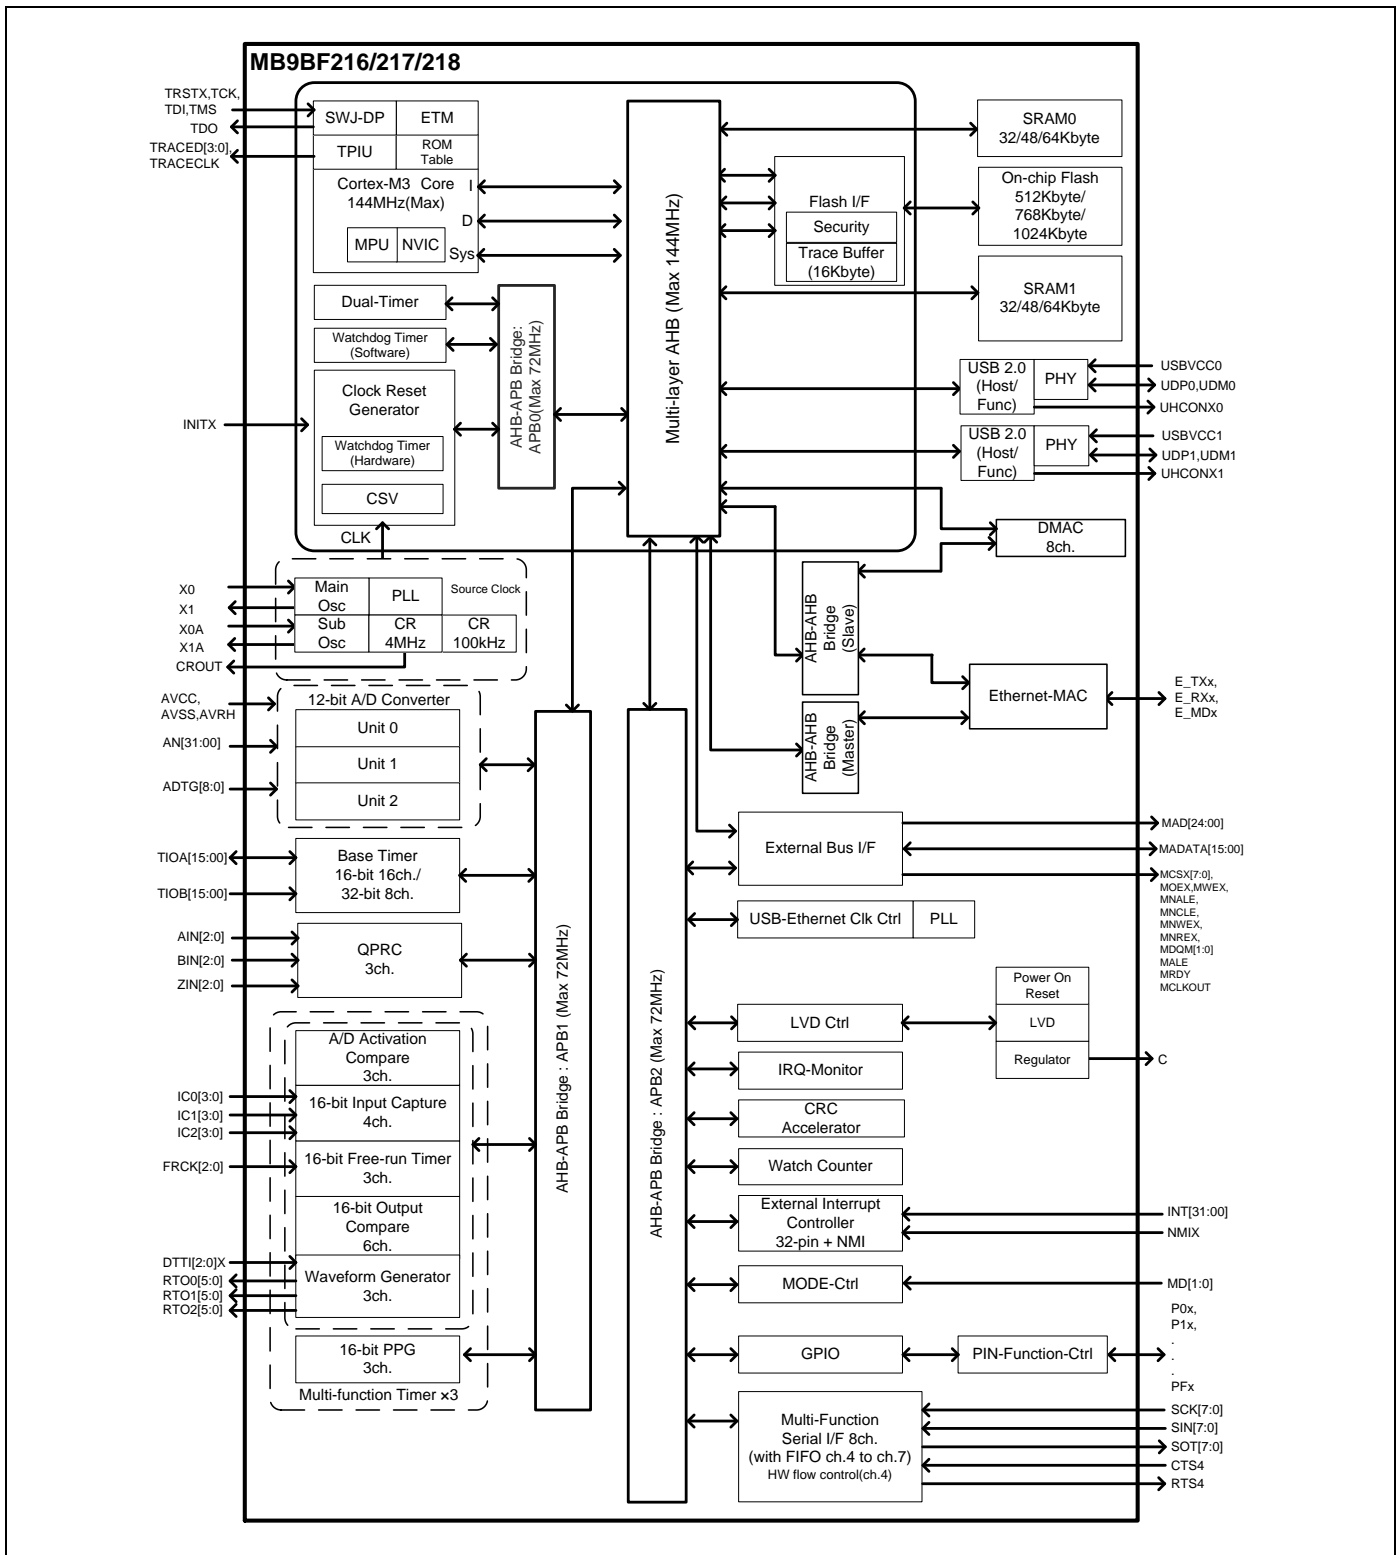 MB9BF216/217/218
TRSTX,TCK,
TDI,TMS
TDO
TRACED[3:0],
TRACECLK
SWJ-DP
ETM
TPIU
ROM
Table
Cortex-M3 Core
144MHz(Max)
I
D
Sys
MPU
NVIC
Dual-Timer
Watchdog Timer
(Software)
Clock Reset
Generator
Watchdog Timer
(Hardware)
CSV
CLK
INITX
AHB-APB Bridge:
APB0(Max 72MHz)
Multi-layer AHB (Max 144MHz)
Flash I/F
Security
Trace Buffer
(16Kbyte)
SRAM0
32/48/64Kbyte
On-chip Flash
512Kbyte/
768Kbyte/
1024Kbyte
SRAM1
32/48/64Kbyte
USB 2.0
(Host/
Func)
PHY
USBVCC0
UDP0,UDM0
UHCONX0
USB 2.0
(Host/
Func)
PHY
USBVCC1
UDP1,UDM1
UHCONX1
DMAC
8ch.
AHB-AHB
Bridge
(Slave)
AHB-AHB
Bridge
(Master)
Ethernet-MAC
E_TXx,
E_RXx,
E_MDx
X0
X1
X0A
X1A
CROUT
Main
Osc
PLL
Source Clock
Sub
Osc
CR
4MHz
CR
100kHz
AVCC,
AVSS,AVRH
AN[31:00]
ADTG[8:0]
12-bit A/D Converter
Unit 0
Unit 1
Unit 2
TIOA[15:00]
TIOB[15:00]
Base Timer
16-bit 16ch./
32-bit 8ch.
AIN[2:0]
BIN[2:0]
ZIN[2:0]
QPRC
3ch.
A/D Activation
Compare
3ch.
IC0[3:0]
IC1[3:0]
IC2[3:0]
16-bit Input Capture
4ch.
FRCK[2:0]
16-bit Free-run Timer
3ch.
16-bit Output
Compare
6ch.
DTTI[2:0]X
RTO0[5:0]
RTO1[5:0]
RTO2[5:0]
Waveform Generator
3ch.
16-bit PPG
3ch.
Multi-function Timer ×3
AHB-APB Bridge : APB1 (Max 72MHz)
AHB-APB Bridge : APB2 (Max 72MHz)
External Bus I/F
MAD[24:00]
MADATA[15:00]
MCSX[7:0],
MOEX,MWEX,
MNALE,
MNCLE,
MNWEX,
MNREX,
MDQM[1:0]
MALE
MRDY
MCLKOUT
USB-Ethernet Clk Ctrl
PLL
LVD Ctrl
Power On
Reset
LVD
Regulator
C
IRQ-Monitor
CRC
Accelerator
Watch Counter
External Interrupt
Controller
32-pin + NMI
INT[31:00]
NMIX
MODE-Ctrl
MD[1:0]
GPIO
PIN-Function-Ctrl
P0x,
P1x,
.
.
.
PFx
Multi-Function
Serial I/F 8ch.
(with FIFO ch.4 to ch.7)
HW flow control(ch.4)
SCK[7:0]
SIN[7:0]
SOT[7:0]
CTS4
RTS4